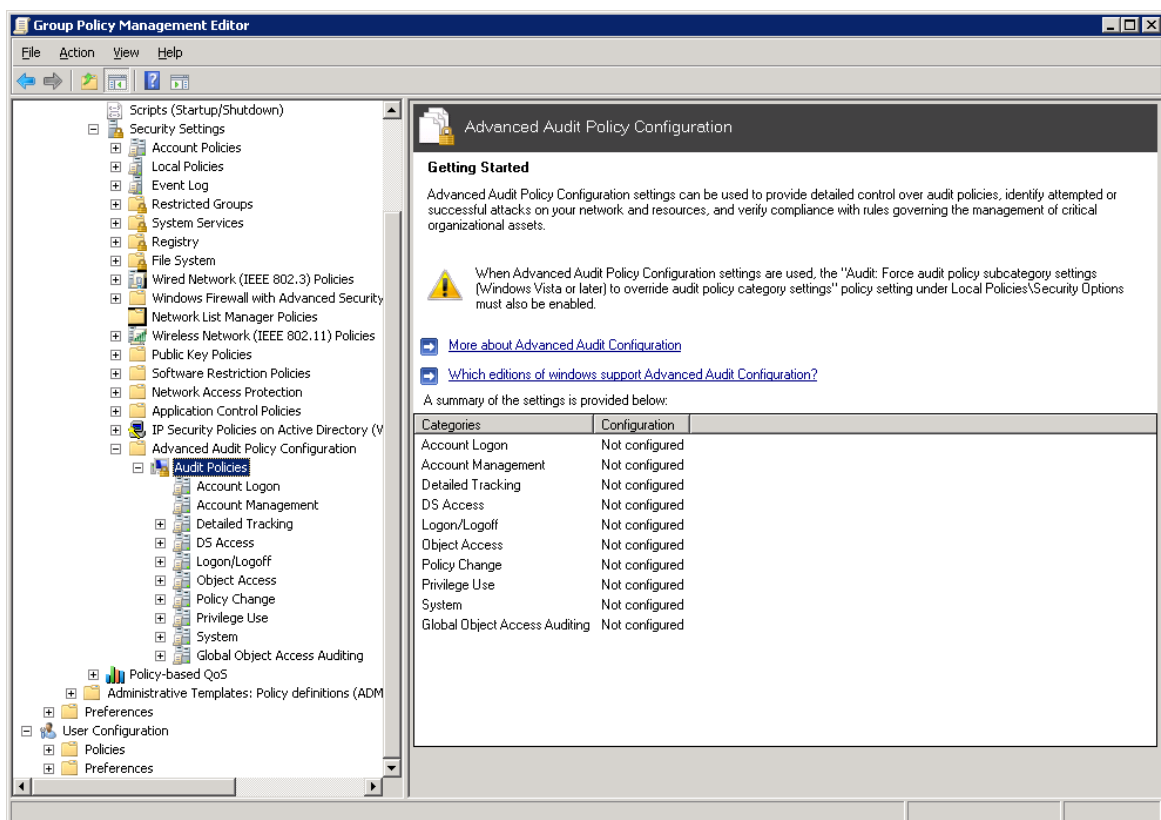 Group Policy Management Editor
File Action View Help
Scripts (Startup/Shutdown)
Security Settings
Account Policies
Local Policies
Event Log
Restricted Groups
System Services
Registry
File System
Wired Network (IEEE 802.3) Policies
Windows Firewall with Advanced Security
Network List Manager Policies
Wireless Network (IEEE 802.11) Policies
Public Key Policies
Software Restriction Policies
Network Access Protection
Application Control Policies
IP Security Policies on Active Directory (V
Advanced Audit Policy Configuration
Audit Policies
Account Logon
Account Management
Detailed Tracking
DS Access
Logon/Logoff
Object Access
Policy Change
Privilege Use
System
Global Object Access Auditing
Policy-based QoS
Administrative Templates: Policy definitions (ADM
Preferences
User Configuration
Policies
Preferences
Advanced Audit Policy Configuration
Getting Started
Advanced Audit Policy Configuration settings can be used to provide detailed control over audit policies, identify attempted or
successful attacks on your network and resources, and verify compliance with rules governing the management of critical
organizational assets.
When Advanced Audit Policy Configuration settings are used, the "Audit: Force audit policy subcategory settings
(Windows Vista or later) to override audit policy category settings" policy setting under Local Policies\Security Options
must also be enabled.
More about Advanced Audit Configuration
Which editions of windows support Advanced Audit Configuration?
A summary of the settings is provided below:
Categories Configuration
Account Logon Not configured
Account Management Not configured
Detailed Tracking Not configured
DS Access Not configured
Logon/Logoff Not configured
Object Access Not configured
Policy Change Not configured
Privilege Use Not configured
System Not configured
Global Object Access Auditing Not configured